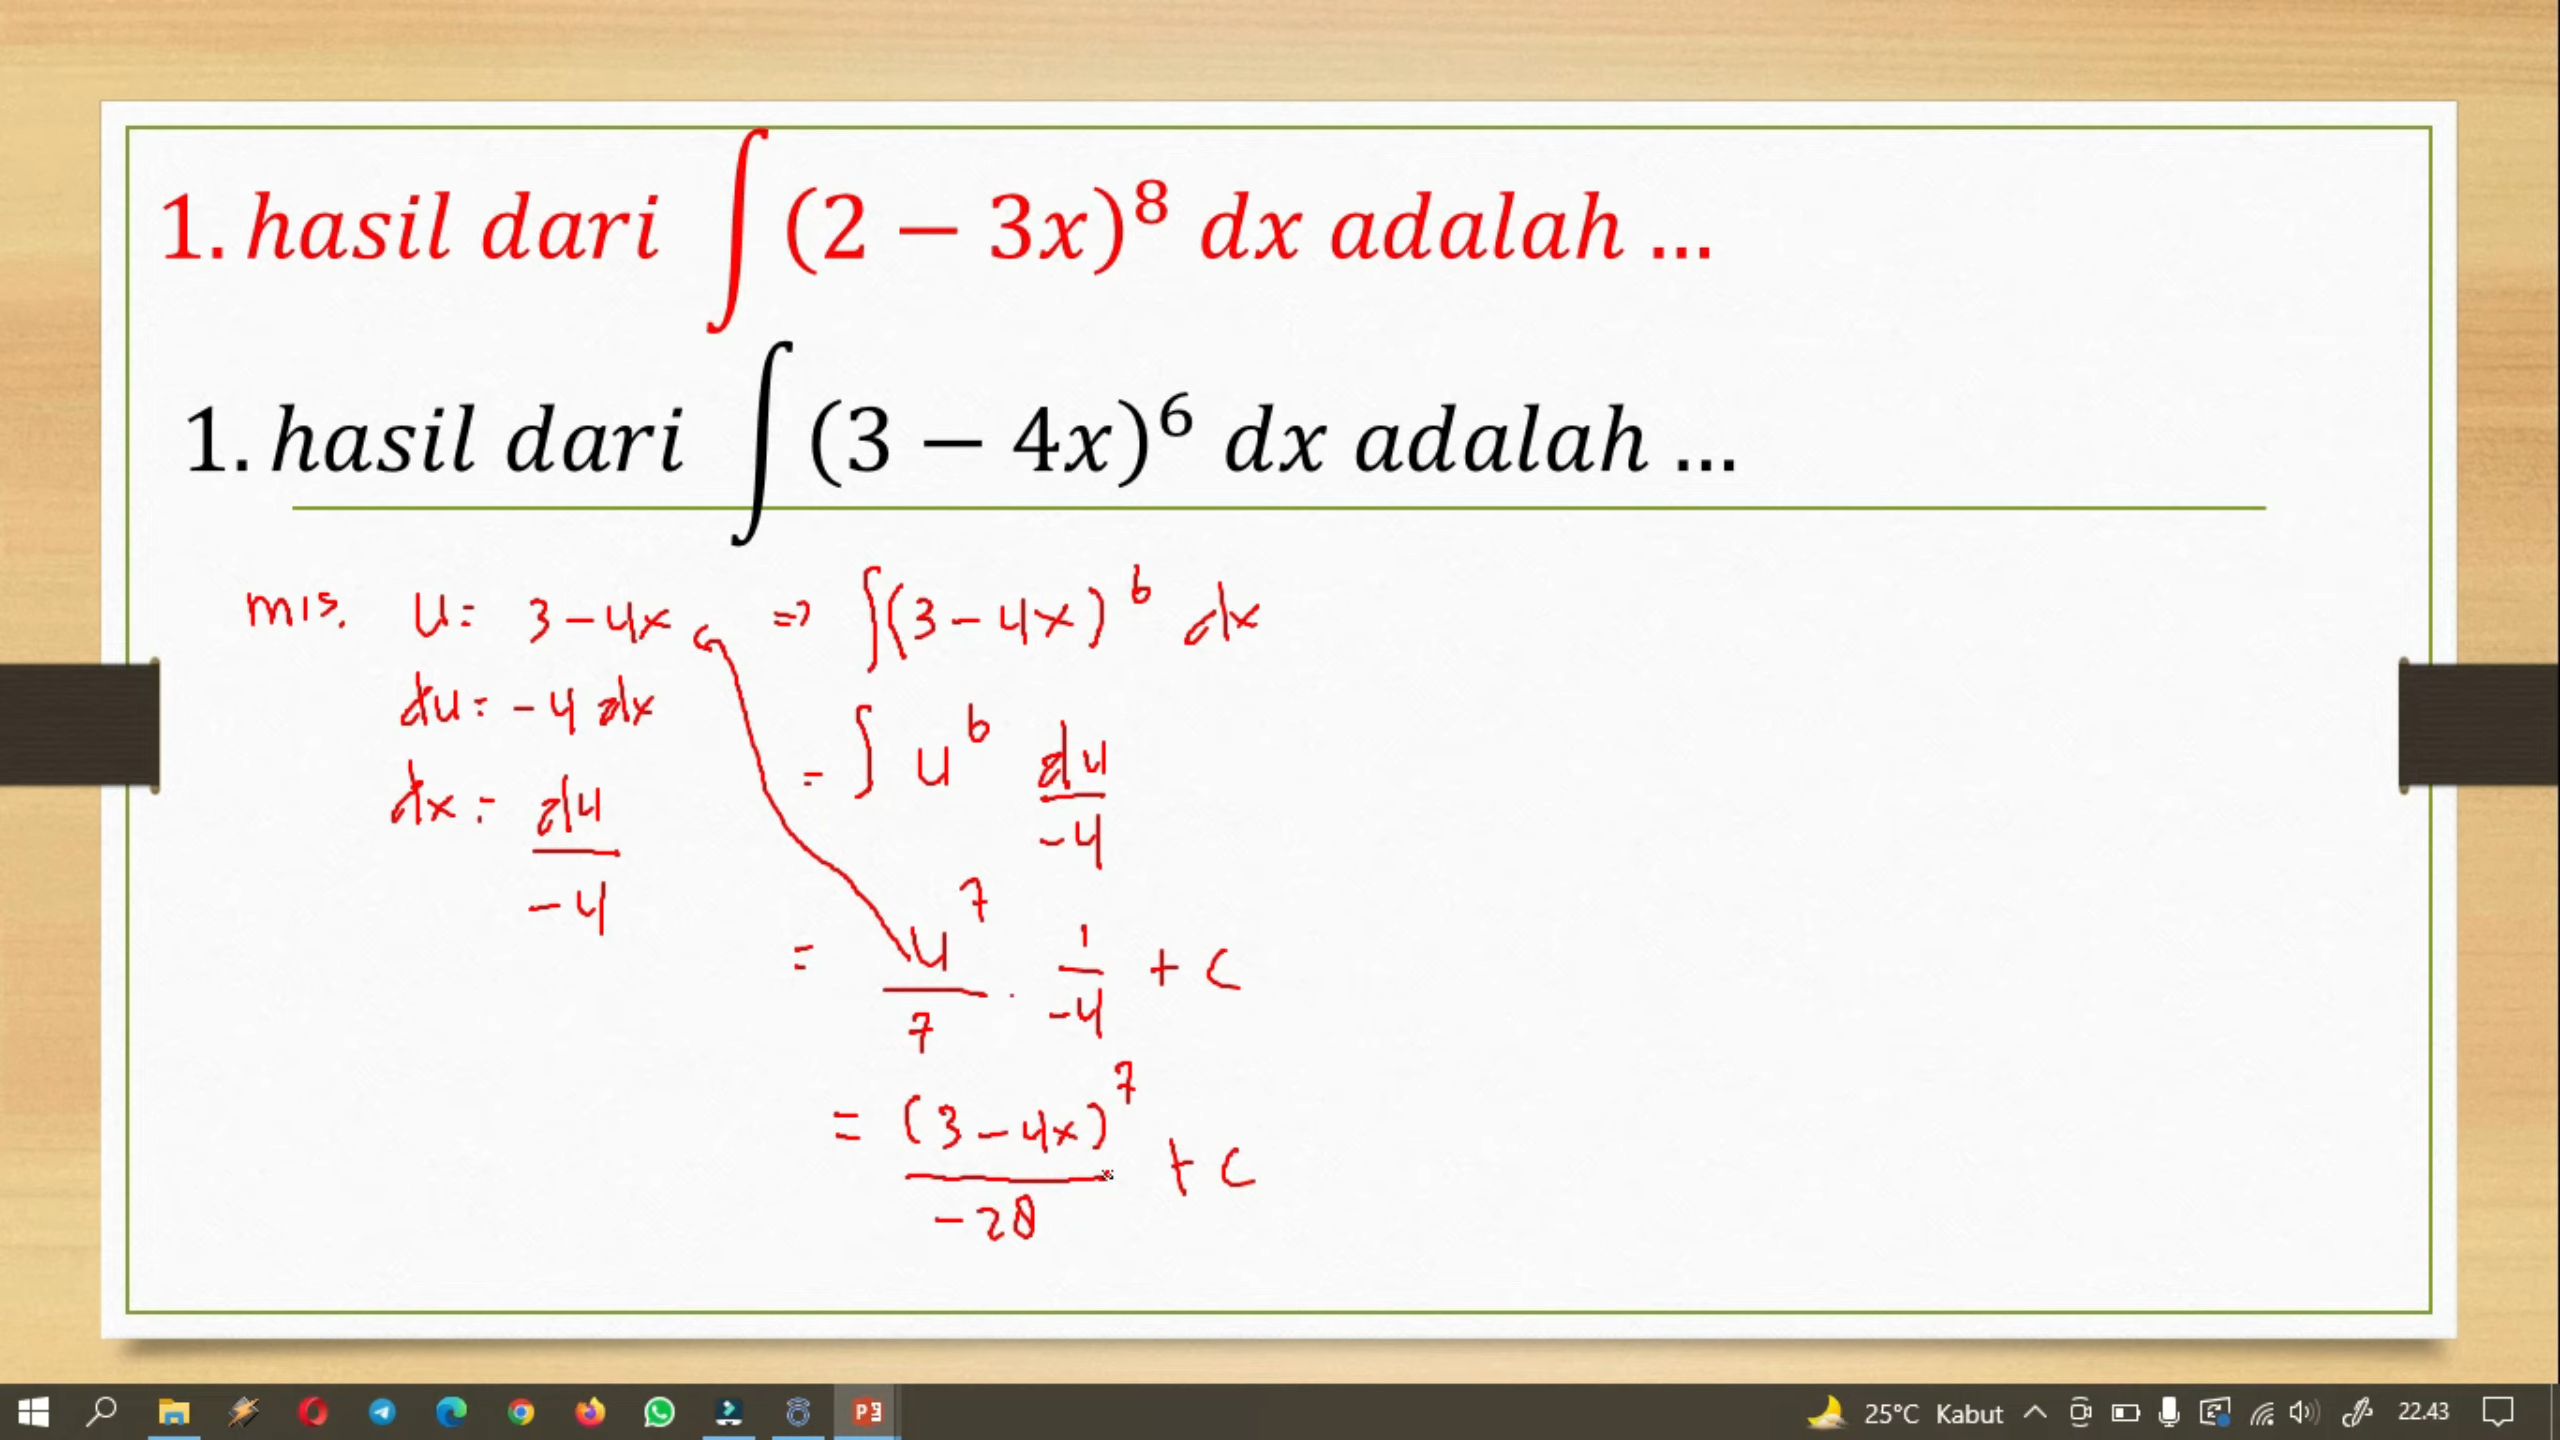 1. hasil dari ∫ (2 − 3x)⁸ dx adalah ...
1. hasil dari ∫ (3 − 4x)⁶ dx adalah ...
mis. U = 3 − 4x => ∫(3 − 4x)⁶ dx
du = − 4 dx
= ∫ u⁶ du/−4
dx = du/−4
= u⁷/7 . 1/−4 + c
= (3 − 4x)⁷/−28 + c
25°C Kabut 22.43